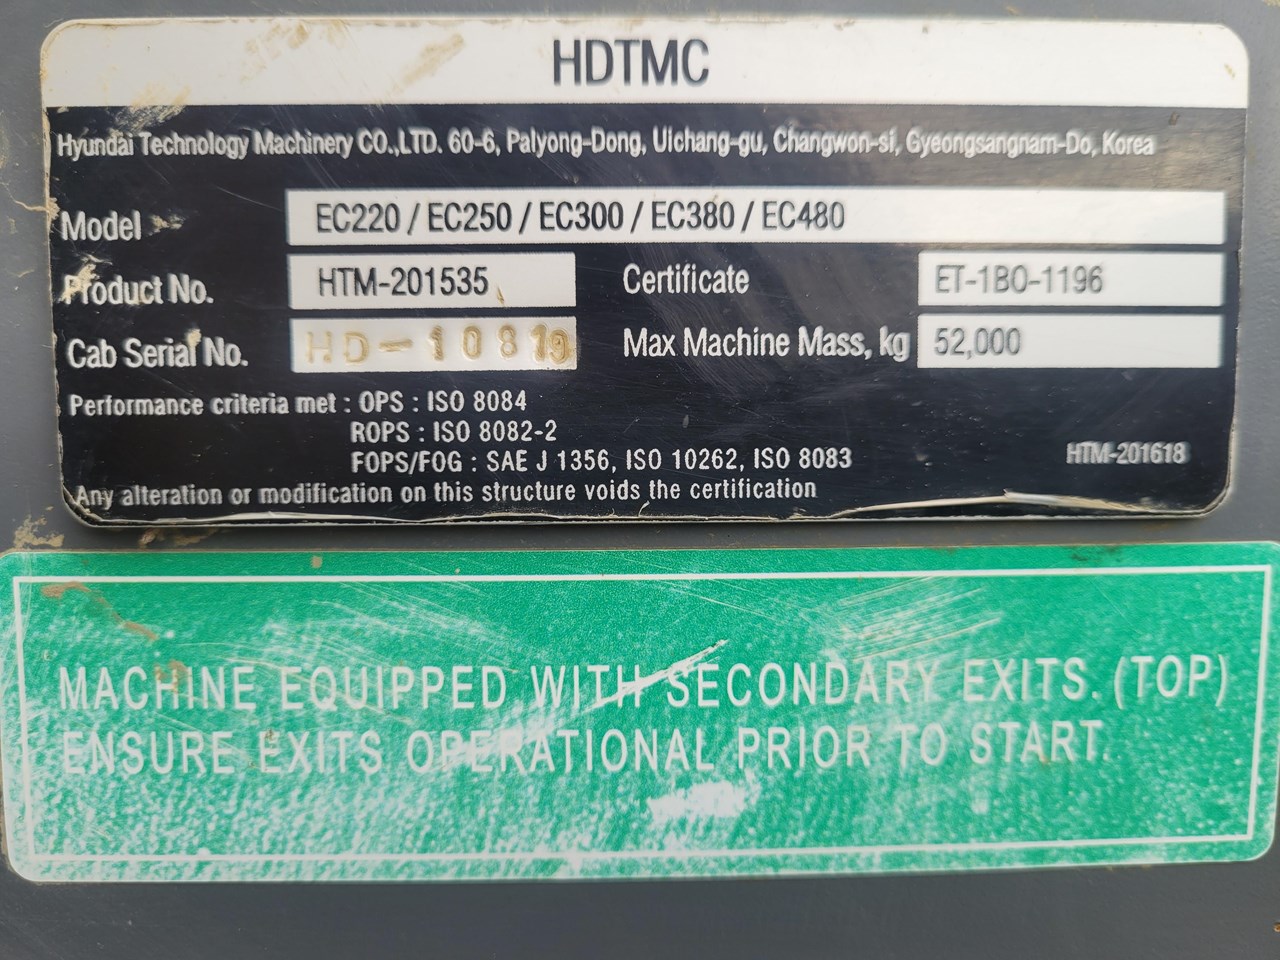 HDTMC
Hyundai Technology Machinery CO.,LTD. 60-6, Palyong-Dong, Uichang-gu, Changwon-si, Gyeongsangnam-Do, Korea
Model EC220 / EC250 / EC300 / EC380 / EC480
Product No. HTM-201535 Certificate ET-1BO-1196
Cab Serial No. HD-10819 Max Machine Mass, kg 52,000
Performance criteria met : OPS : ISO 8084
ROPS : ISO 8082-2
FOPS/FOG : SAE J 1356, ISO 10262, ISO 8083
HTM-201618
Any alteration or modification on this structure voids the certification
MACHINE EQUIPPED WITH SECONDARY EXITS. (TOP)
ENSURE EXITS OPERATIONAL PRIOR TO START.